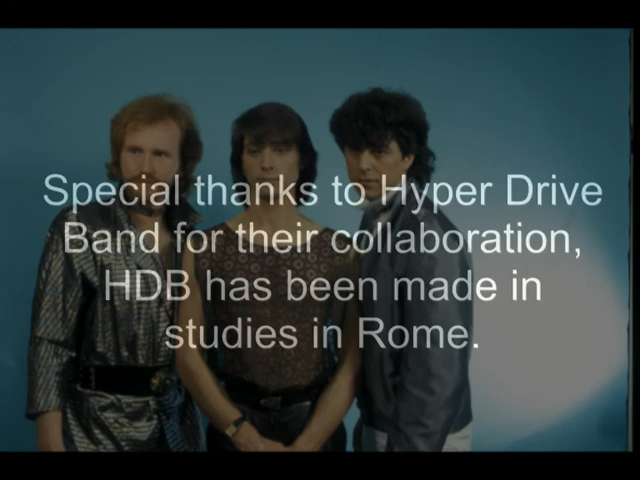 Special thanks to Hyper Drive
Band for their collaboration,
HDB has been made in
studies in Rome.